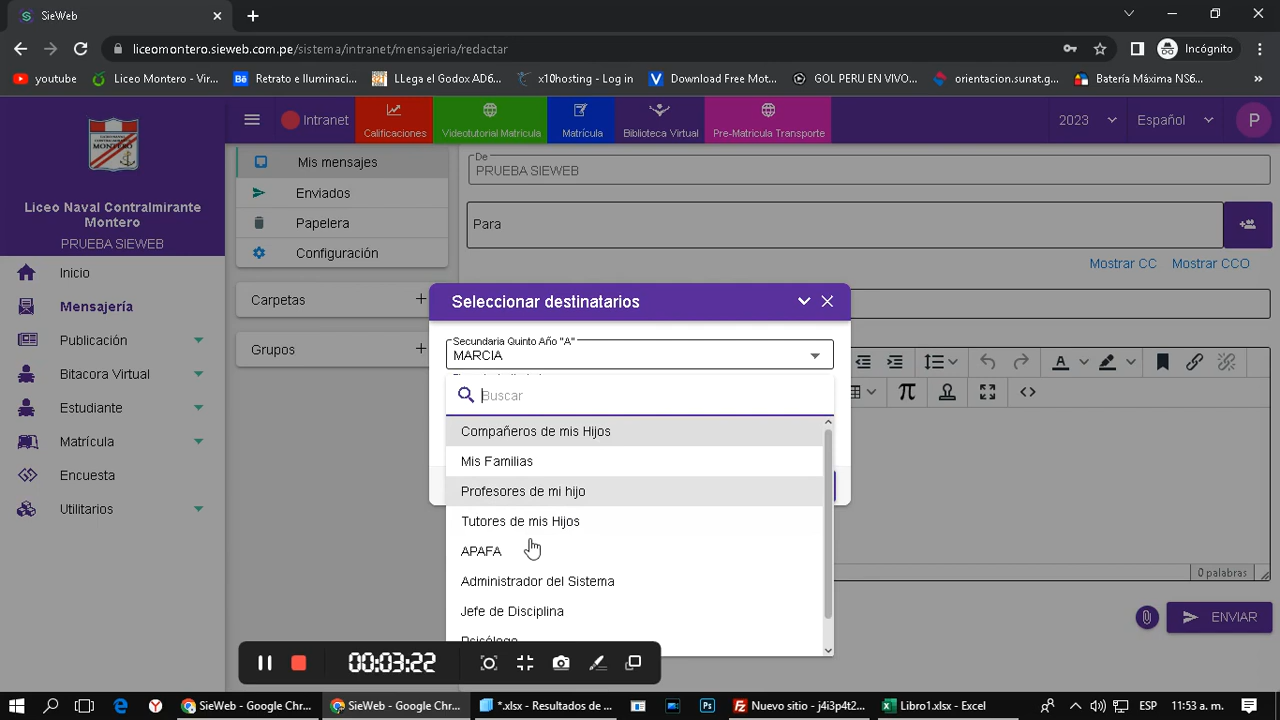 SieWeb
liceomontero.sieweb.com.pe/sistema/intranet/mensajeria/redactar
Incógnito
youtube
Liceo Montero - Vir...
Retrato e Iluminaci...
LLega el Godox AD6...
x10hosting - Log in
Download Free Mot...
GOL PERU EN VIVO...
orientacion.sunat.g...
Batería Máxima NS6...
Intranet
Calificaciones
Videotutorial Matricula
Matrícula
Biblioteca Virtual
Pre-Matricula Transporte
2023
Español
P
Liceo Naval Contralmirante
Montero
PRUEBA SIEWEB
Inicio
Mensajería
Publicación
Bitacora Virtual
Estudiante
Matrícula
Encuesta
Utilitarios
Mis mensajes
Enviados
Papelera
Configuración
Carpetas
Grupos
De
PRUEBA SIEWEB
Para
Mostrar CC
Mostrar CCO
Seleccionar destinatarios
Secundaria Quinto Año "A"
MARCIA
Buscar
Compañeros de mis Hijos
Mis Familias
Profesores de mi hijo
Tutores de mis Hijos
APAFA
Administrador del Sistema
Jefe de Disciplina
Psicólogo
0 palabras
ENVIAR
00:03:22
SieWeb - Google Chr...
SieWeb - Google Chr...
*.xlsx - Resultados de ...
Nuevo sitio - j4i3p4t2...
Libro1.xlsx - Excel
ESP
11:53 a. m.